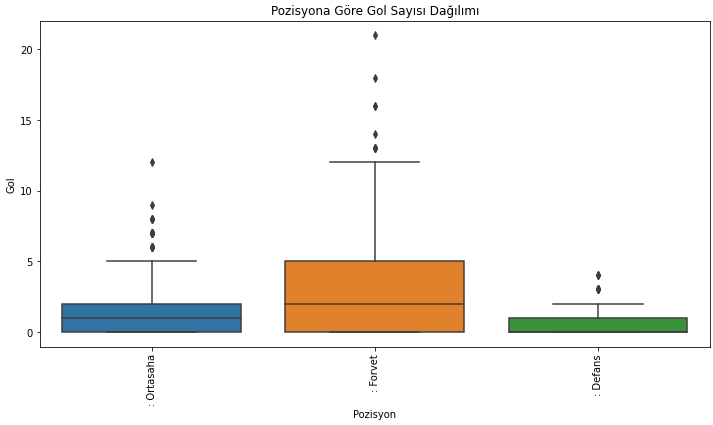 Pozisyona Göre Gol Sayısı Dağılımı
Gol
20
15
10
5
0
: Ortasaha
: Forvet
: Defans
Pozisyon